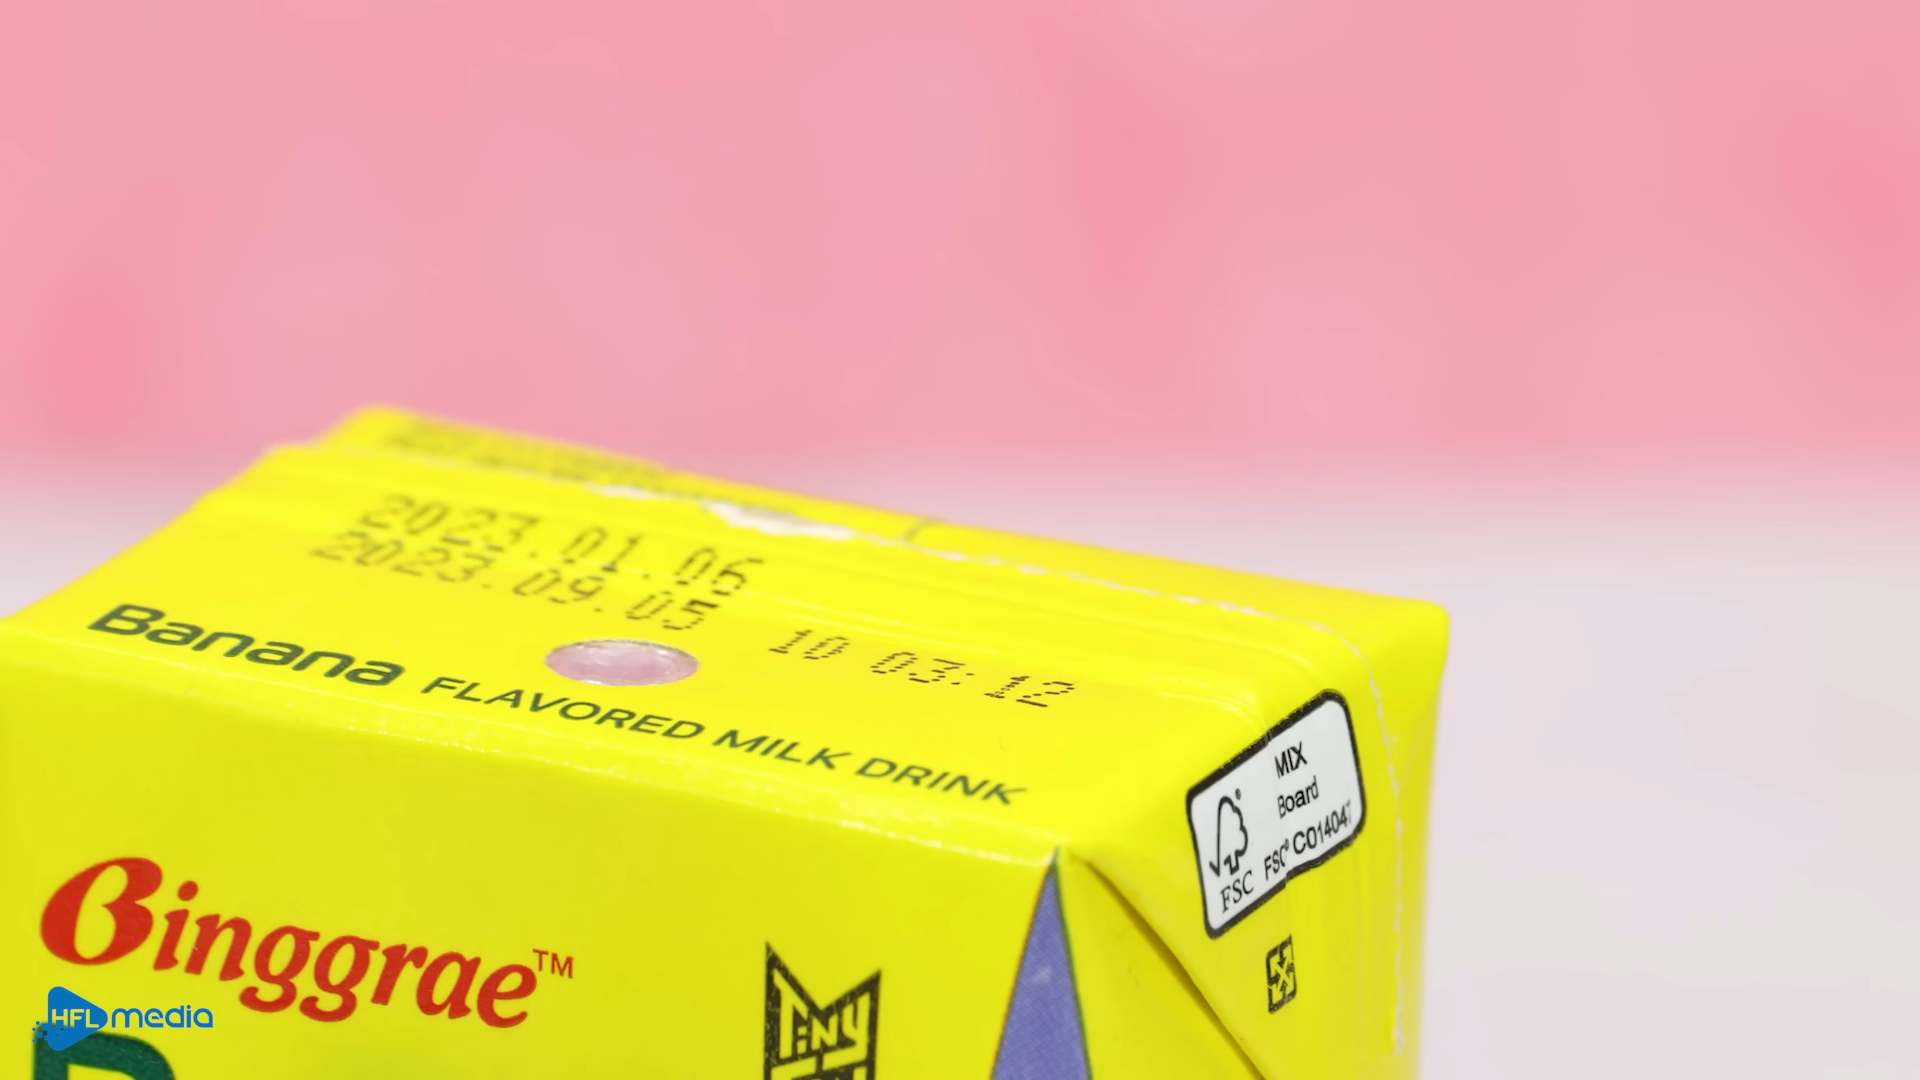 2023.01.06
2023.09.05
10 03:12
Banana FLAVORED MILK DRINK
MIX
Board
FSC® C014047
FSC
Binggrae™
TiNY
HFL media